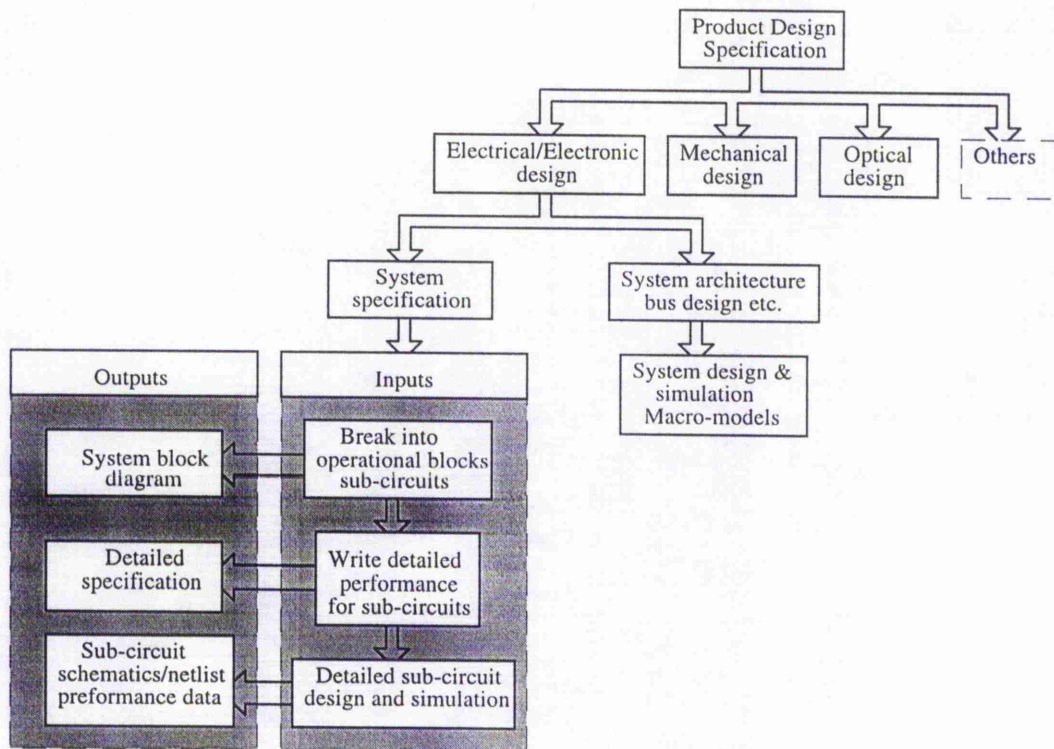 Product Design
Specification
Electrical/Electronic
design
Mechanical
design
Optical
design
Others
System
specification
System architecture
bus design etc.
System design &
simulation
Macro-models
Outputs
Inputs
System block
diagram
Break into
operational blocks
sub-circuits
Detailed
specification
Write detailed
performance
for sub-circuits
Sub-circuit
schematics/netlist
preformance data
Detailed sub-circuit
design and simulation